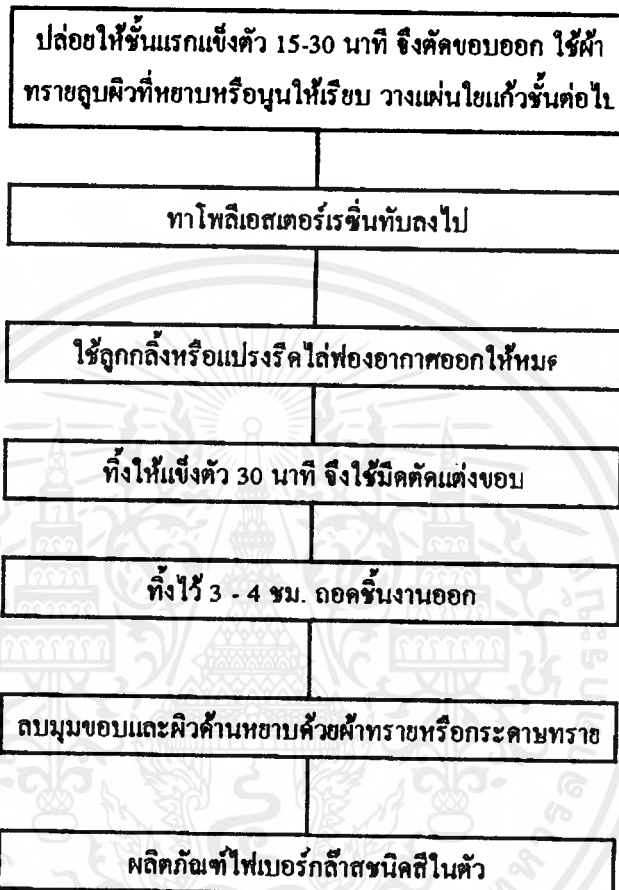 ปล่อยให้ชั้นแรกแข็งตัว 15-30 นาที จึงตัดขอบออก ใช้ผ้า
ทรายลูบผิวที่หยาบหรือนูนให้เรียบ วางแผ่นใยแก้วชั้นต่อไป
ทาโพลีเอสเตอร์เรซิ่นทับลงไป
ใช้ลูกกลิ้งหรือแปรงรีดไล่ฟองอากาศออกให้หมด
ทิ้งให้แข็งตัว 30 นาที จึงใช้มีดตัดแต่งขอบ
ทิ้งไว้ 3 - 4 ชม. ถอดชิ้นงานออก
ลบมุมขอบและผิวด้านหยาบด้วยผ้าทรายหรือกระดาษทราย
ผลิตภัณฑ์ไฟเบอร์กล๊าสชนิดสีในตัว